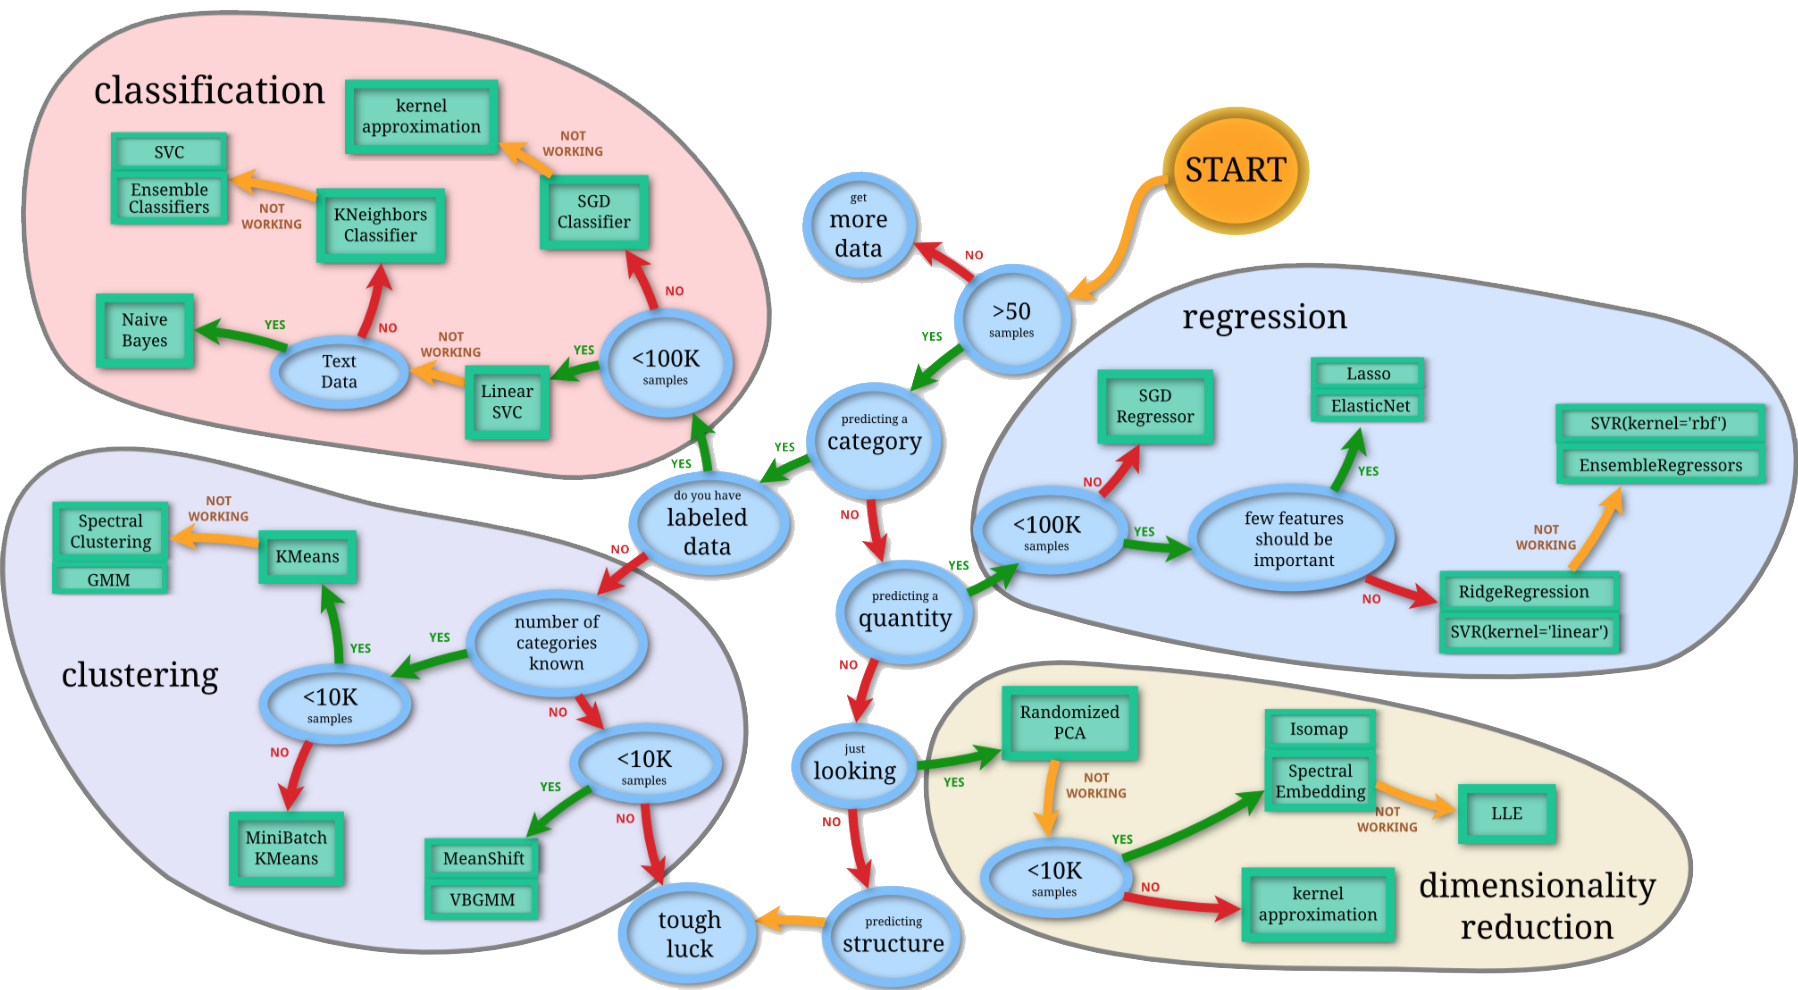 classification
kernel
approximation
NOT
WORKING
SVC
Ensemble
Classifiers
NOT
WORKING
KNeighbors
Classifier
SGD
Classifier
NO
Naive
Bayes
YES
Text
Data
NO
NOT
WORKING
Linear
SVC
YES
<100K
samples
START
get
more
data
NO
>50
samples
YES
predicting a
category
YES
NO
do you have
labeled
data
YES
NO
predicting a
quantity
YES
NO
just
looking
YES
NO
predicting
structure
tough
luck
regression
SGD
Regressor
NO
<100K
samples
YES
Lasso
ElasticNet
YES
few features
should be
important
NO
SVR(kernel='rbf')
EnsembleRegressors
NOT
WORKING
RidgeRegression
SVR(kernel='linear')
clustering
Spectral
Clustering
GMM
NOT
WORKING
KMeans
YES
<10K
samples
NO
MiniBatch
KMeans
number of
categories
known
YES
NO
<10K
samples
YES
NO
MeanShift
VBGMM
Randomized
PCA
NOT
WORKING
<10K
samples
YES
NO
Isomap
Spectral
Embedding
NOT
WORKING
LLE
kernel
approximation
dimensionality
reduction